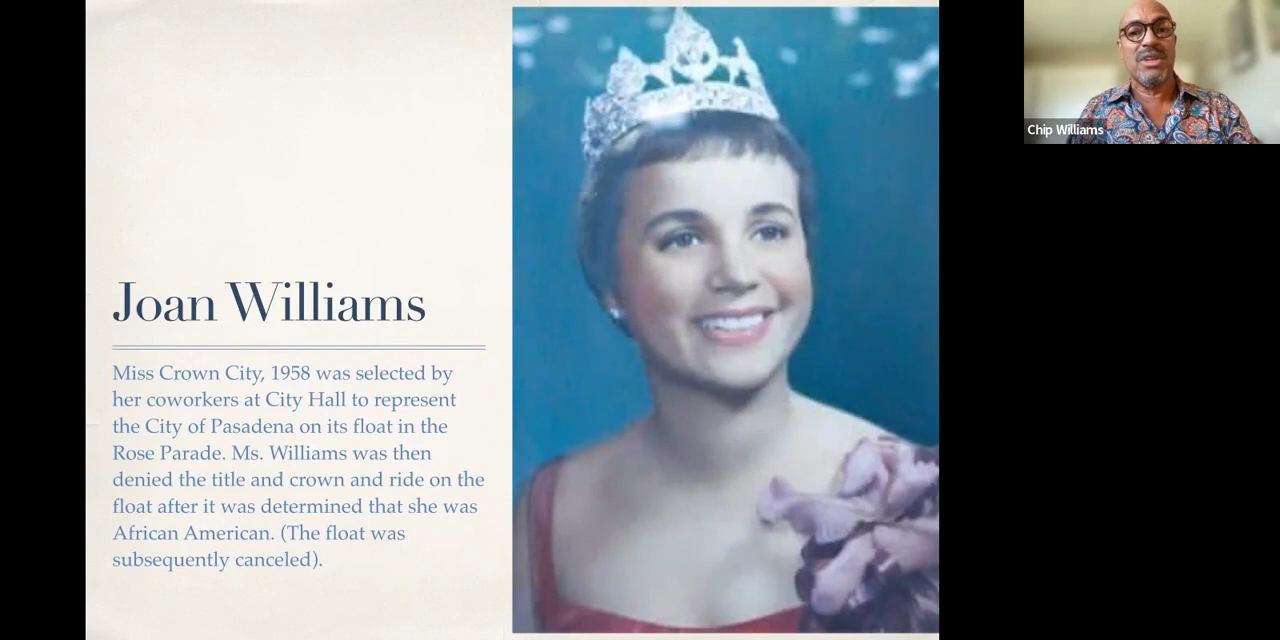 Joan Williams
Miss Crown City, 1958 was selected by
her coworkers at City Hall to represent
the City of Pasadena on its float in the
Rose Parade. Ms. Williams was then
denied the title and crown and ride on the
float after it was determined that she was
African American. (The float was
subsequently canceled).
Chip Williams